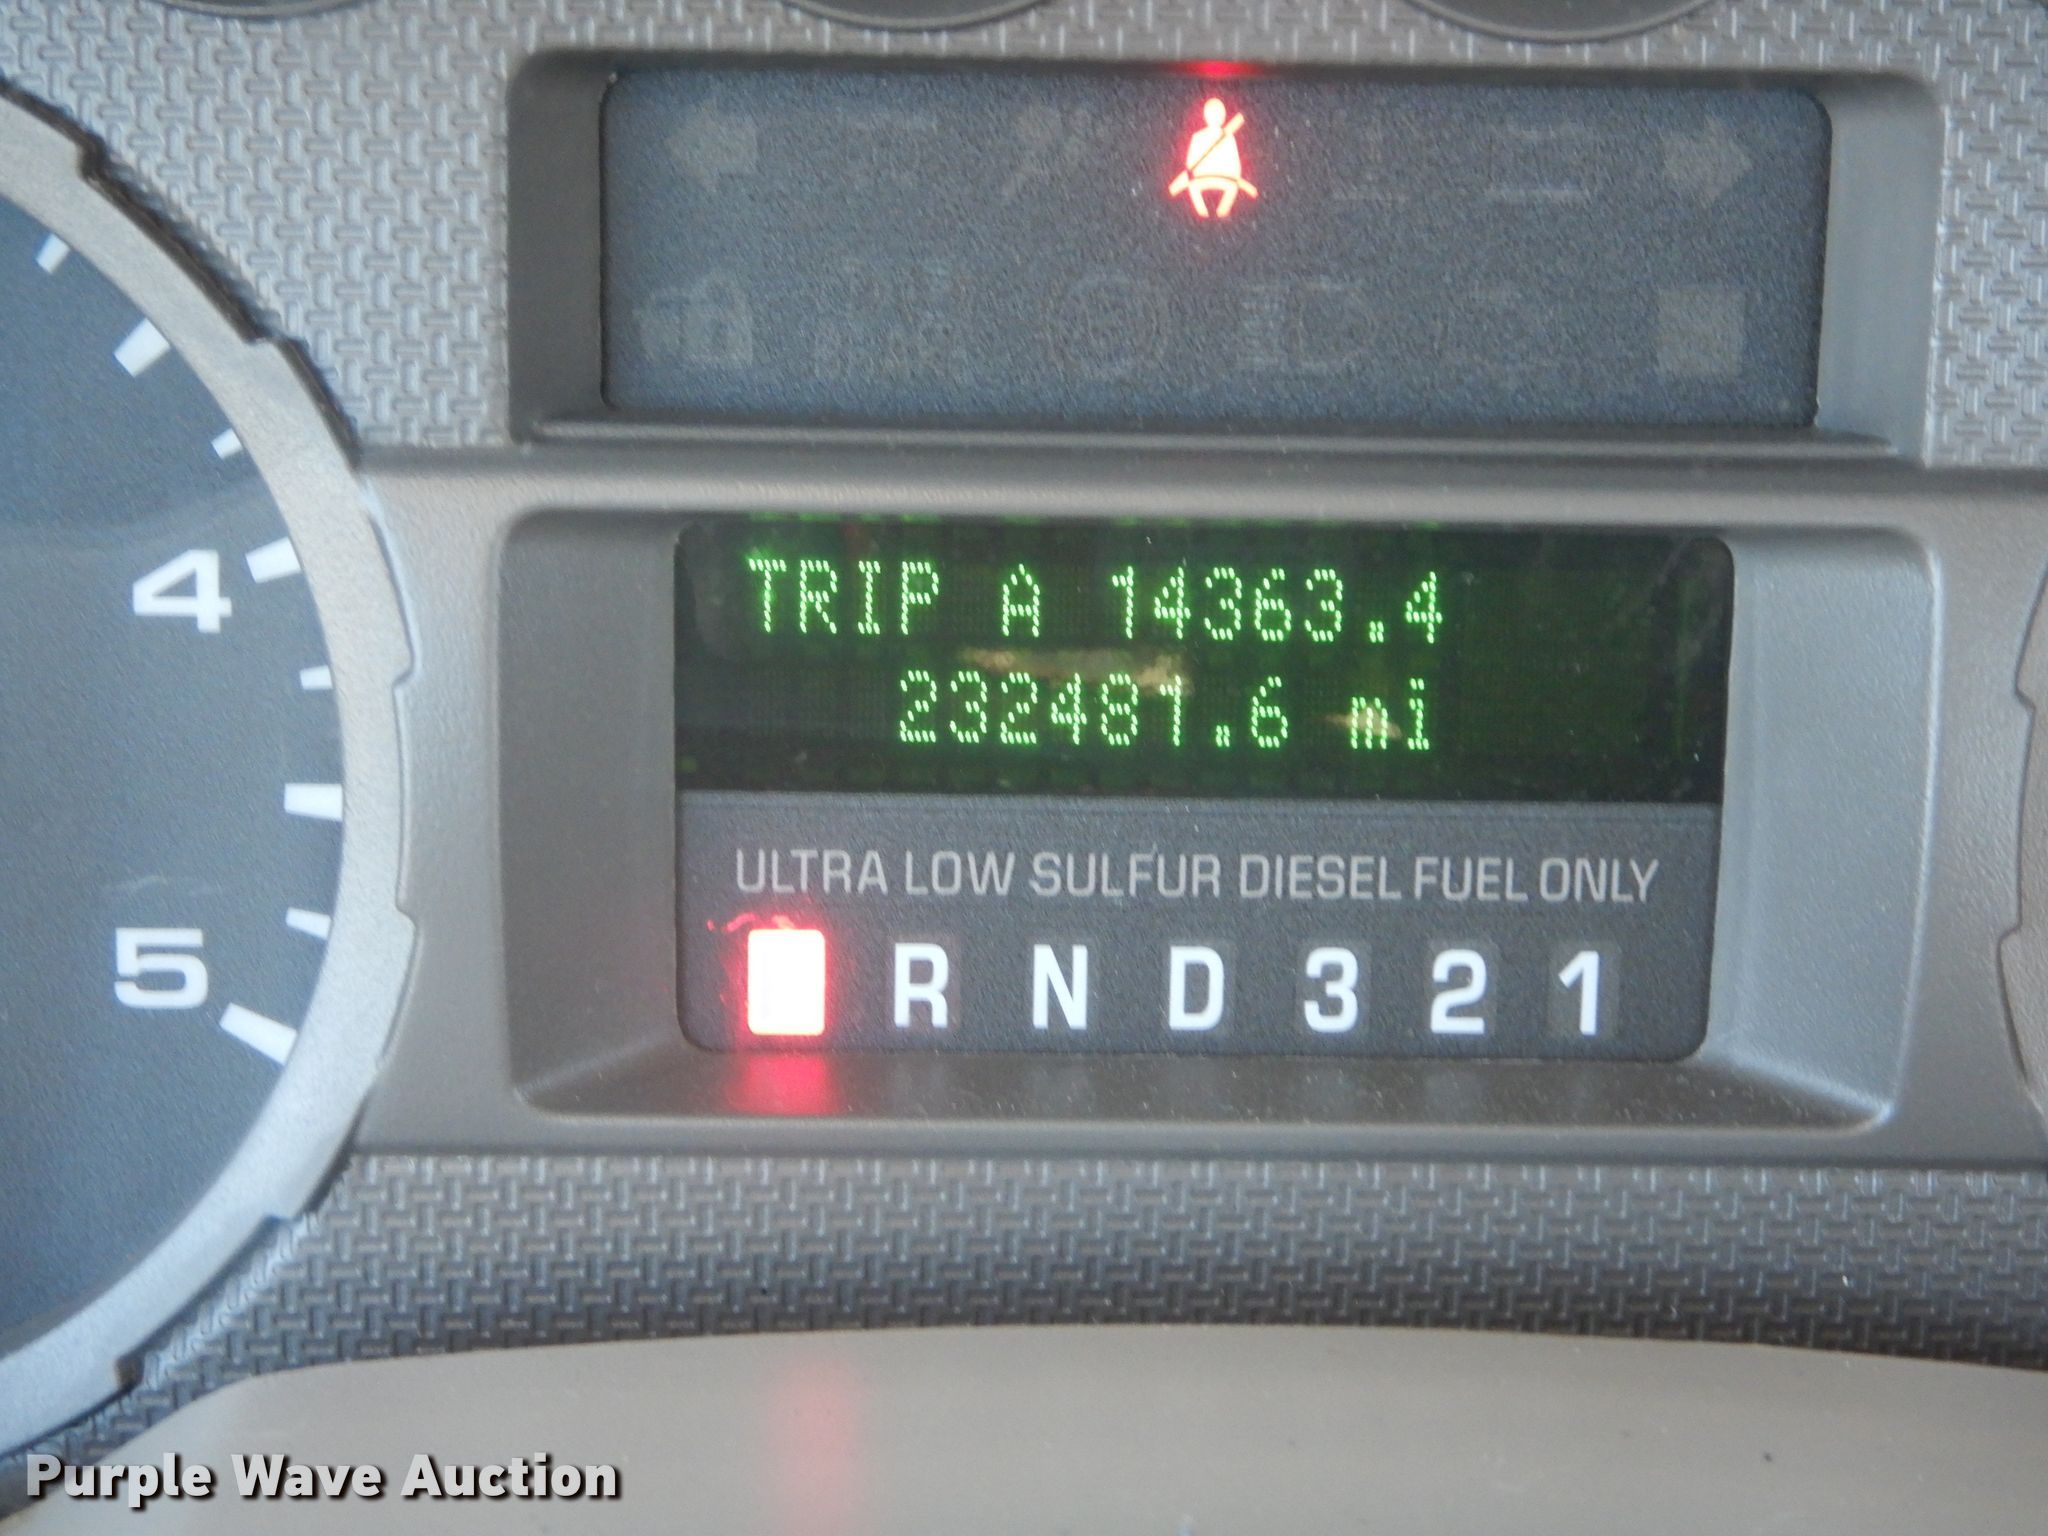 4
5
TRIP A 14363.4
232481.6 mi
ULTRA LOW SULFUR DIESEL FUEL ONLY
R N D 3 2 1
Purple Wave Auction